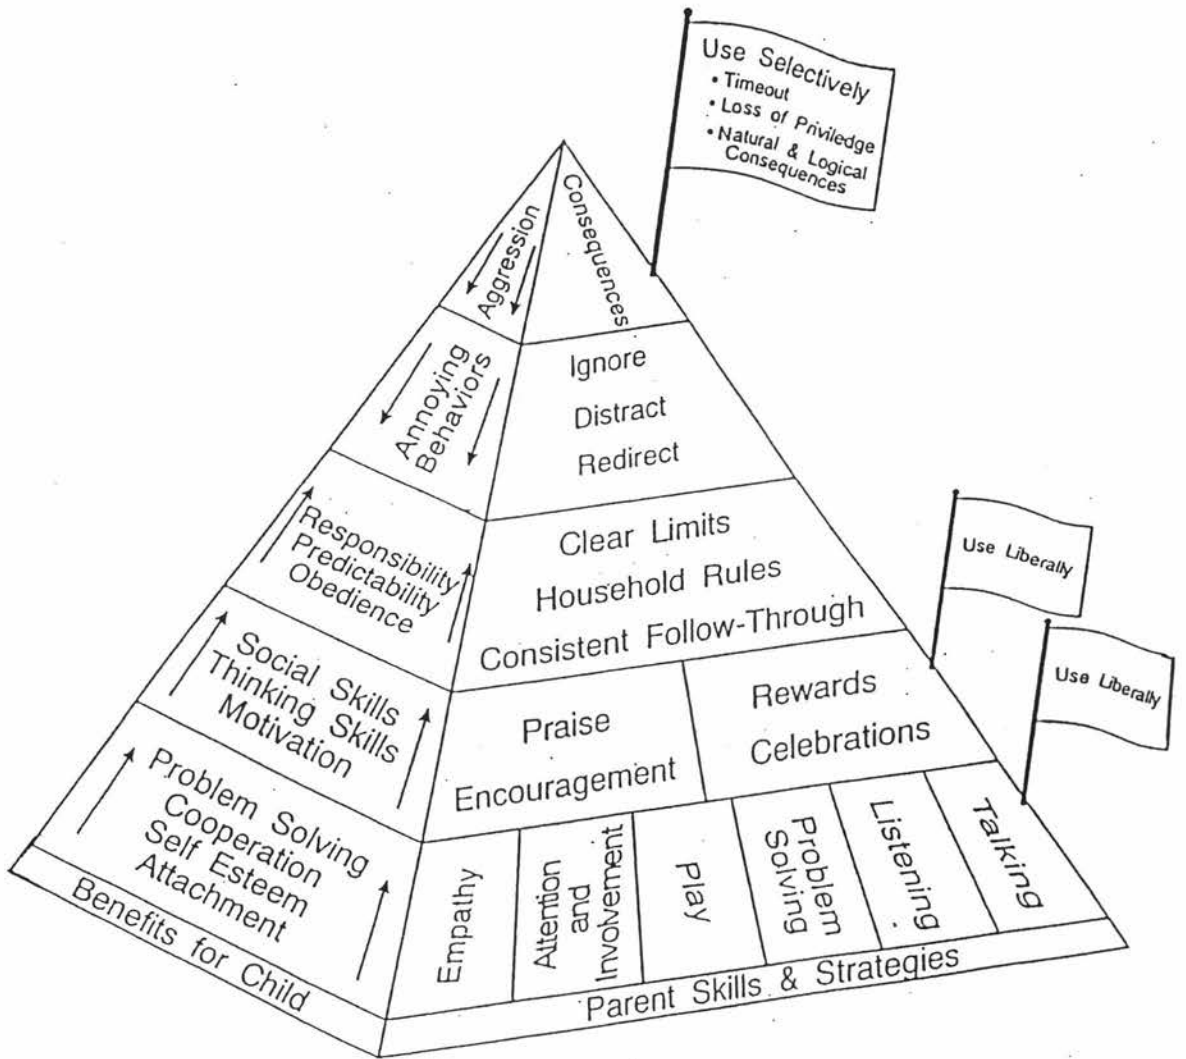 Use Selectively
• Timeout
• Loss of Priviledge
• Natural & Logical
Consequences
Aggression
Consequences
Annoying
Behaviors
Ignore
Distract
Redirect
Responsibility
Predictability
Obedience
Clear Limits
Household Rules
Consistent Follow-Through
Use Liberally
Social Skills
Thinking Skills
Motivation
Praise
Encouragement
Rewards
Celebrations
Use Liberally
Problem Solving
Cooperation
Self Esteem
Attachment
Empathy
Attention
and
Involvement
Play
Problem
Solving
Listening
Talking
Benefits for Child
Parent Skills & Strategies